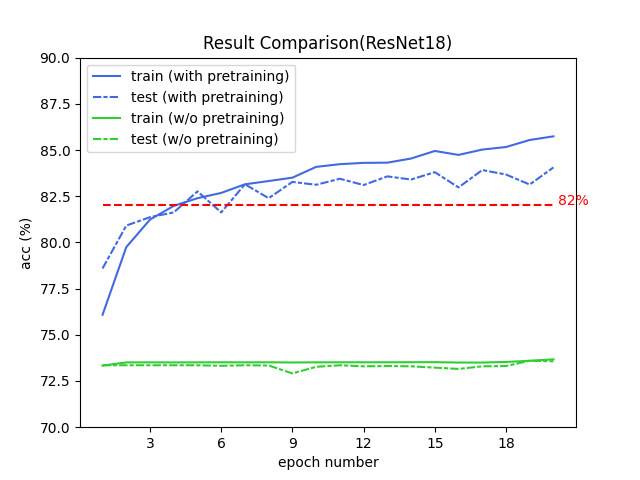 Result Comparison(ResNet18)
90.0
87.5
85.0
82.5
80.0
77.5
75.0
72.5
70.0
acc (%)
train (with pretraining)
test (with pretraining)
train (w/o pretraining)
test (w/o pretraining)
82%
3 6 9 12 15 18
epoch number